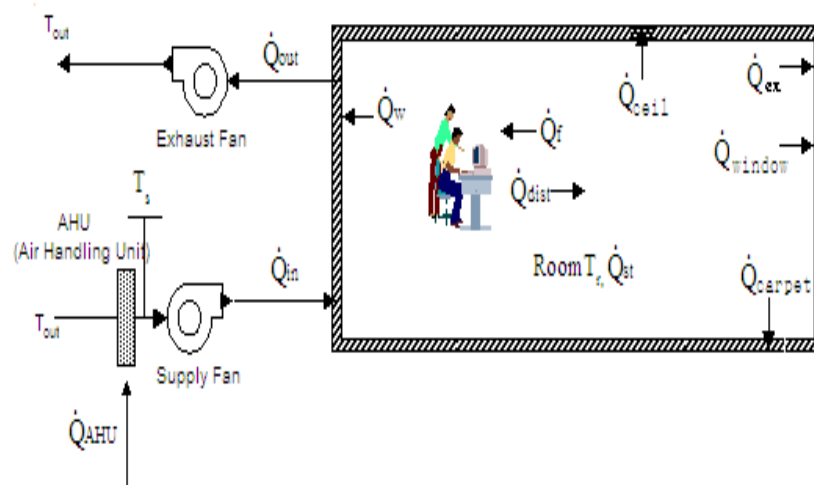 T_out
Q̇_out
Exhaust Fan
Q̇_w
Q̇_f
Q̇_dist
Q̇_ceil
Q̇_ex
Q̇_window
T_s
AHU
(Air Handling Unit)
T_out
Supply Fan
Q̇_in
Room T_r, Q̇_st
Q̇_carpet
Q̇_AHU